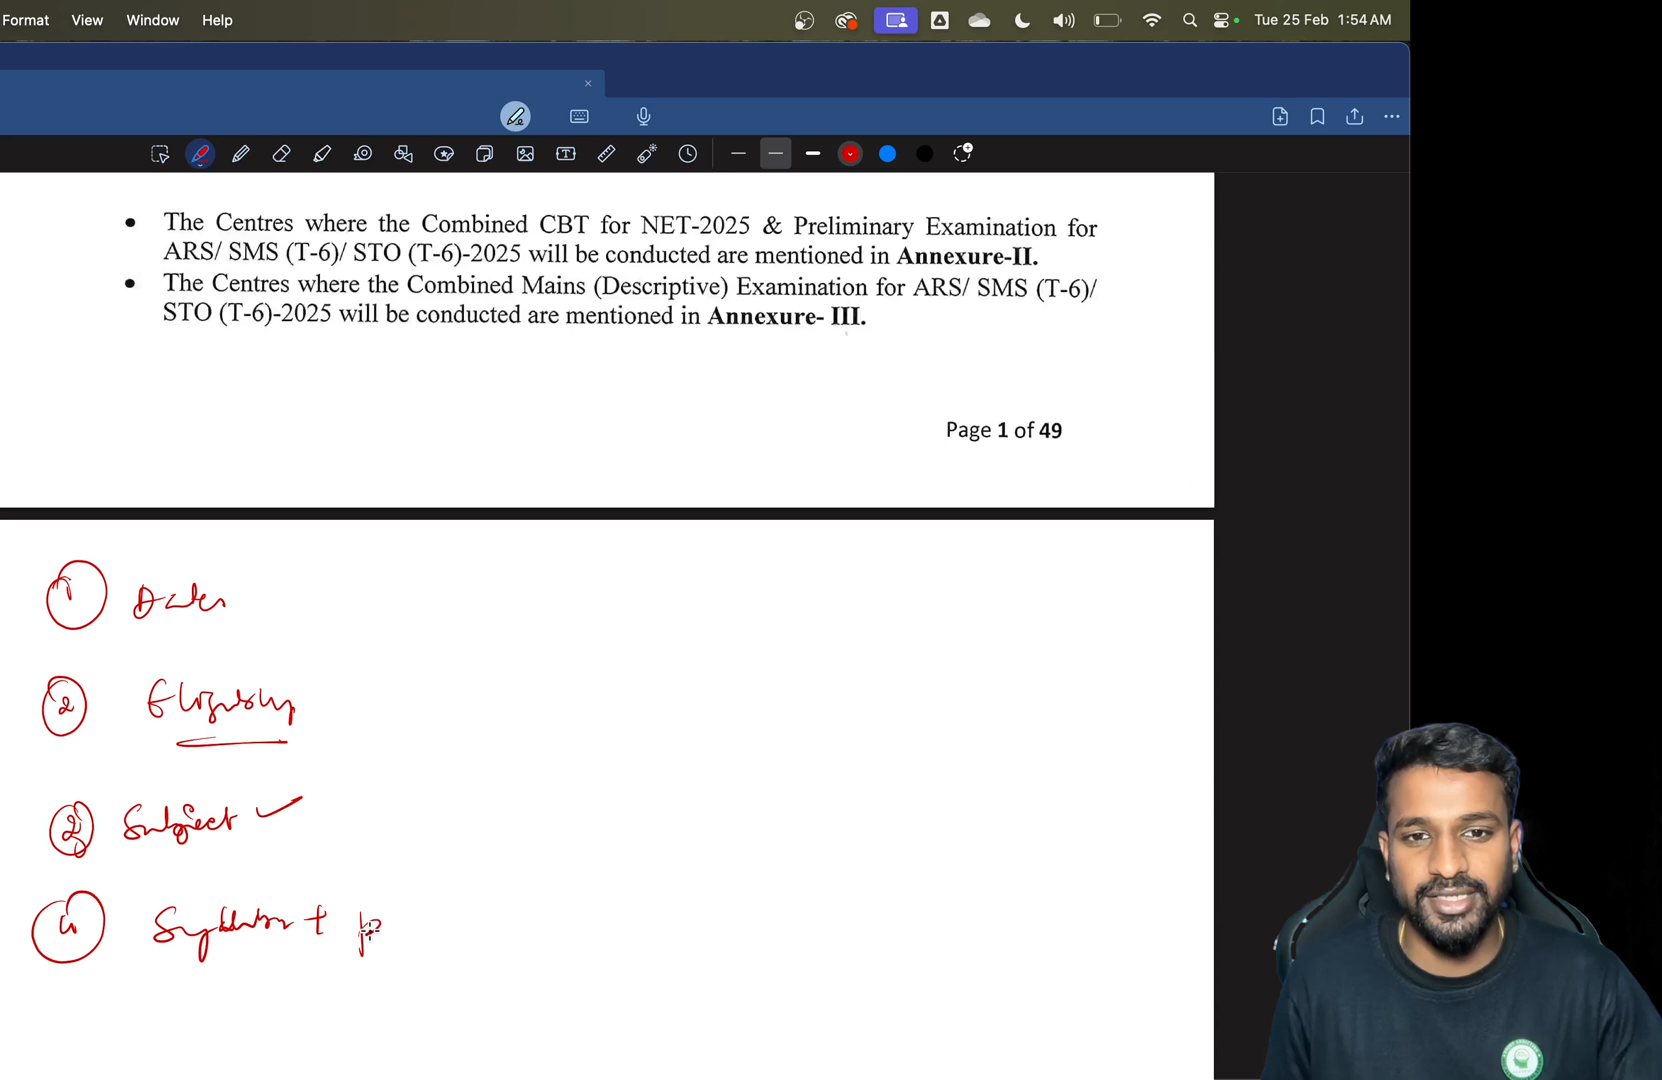 Format View Window Help Tue 25 Feb 1:54 AM
• The Centres where the Combined CBT for NET-2025 & Preliminary Examination for
ARS/ SMS (T-6)/ STO (T-6)-2025 will be conducted are mentioned in Annexure-II.
• The Centres where the Combined Mains (Descriptive) Examination for ARS/ SMS (T-6)/
STO (T-6)-2025 will be conducted are mentioned in Annexure- III.
Page 1 of 49
1 Dates
2 Eligibility
Subject ✓
4 Syllabus + P